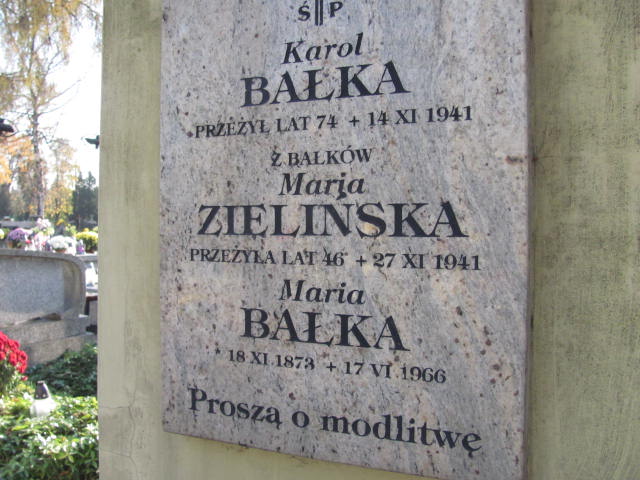 Ś P
Karol
BAŁKA
PRZEŻYŁ LAT 74 + 14 XI 1941
Z BAŁKÓW
Marja
ZIELIŃSKA
PRZEŻYŁA LAT 46 + 27 XI 1941
Maria
BAŁKA
* 18 XI 1873 + 17 VI 1966
Proszą o modlitwę